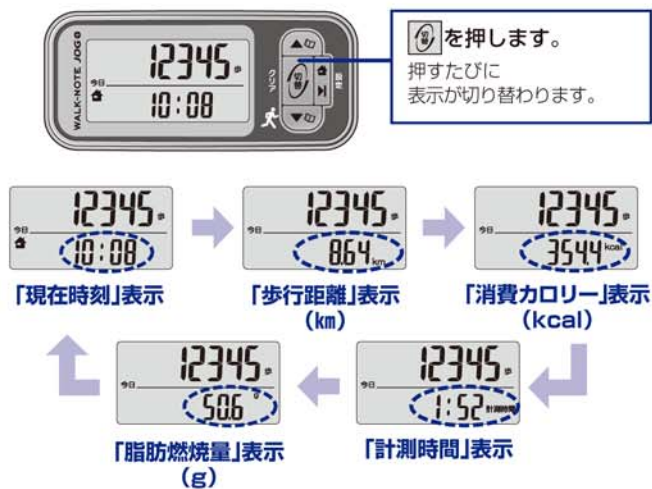 WALK-NOTE JOG
12345歩
今日
10:08
クリア
切替
設定
切替を押します。
押すたびに
表示が切り替わります。
12345歩
今日
10:08
「現在時刻」表示
12345歩
今日
8.64km
「歩行距離」表示
(km)
12345歩
今日
354.4kcal
「消費カロリー」表示
(kcal)
12345歩
今日
50.6g
「脂肪燃焼量」表示
(g)
12345歩
今日
1:52計測時間
「計測時間」表示